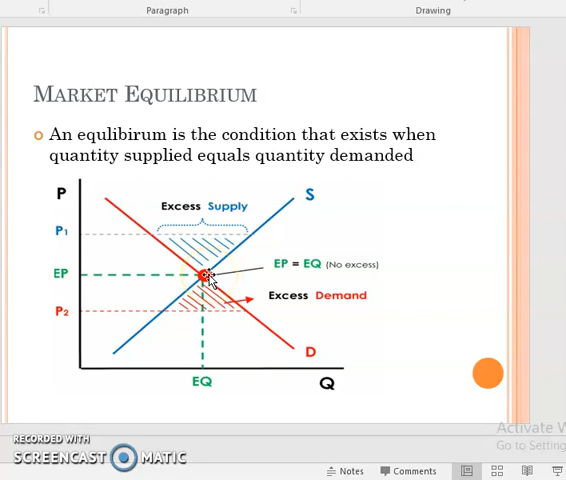 Paragraph
Drawing
MARKET EQUILIBRIUM
An equlibirum is the condition that exists when
quantity supplied equals quantity demanded
P
Excess Supply
S
P1
EP = EQ (No excess)
EP
Excess Demand
P2
D
EQ
Q
Activate W
Go to Setting
RECORDED WITH
SCREENCAST MATIC
Notes
Comments